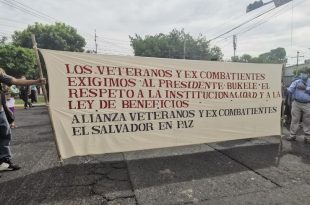 LOS VETERANOS Y EX COMBATIENTES
EXIGIMOS AL PRESIDENTE BUKELE EL
RESPETO A LA INSTITUCIONALIDAD Y A LA
LEY DE BENEFICIOS
ALIANZA VETERANOS Y EX COMBATIENTES
EL SALVADOR EN PAZ